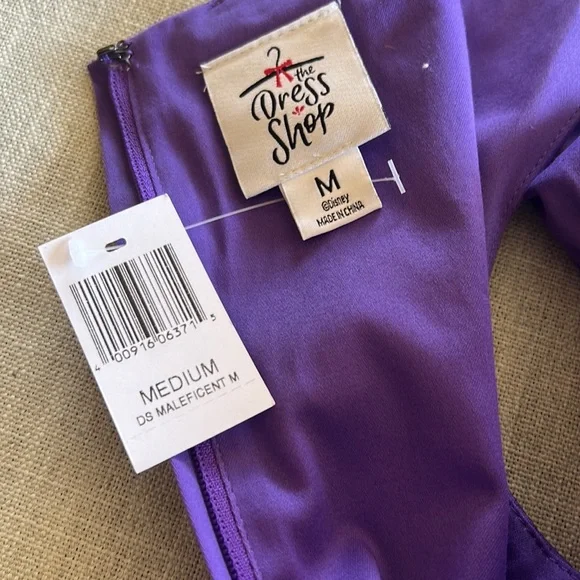 the
Dress
Shop
M
©Disney
MADE IN CHINA
4 00916 06371 5
MEDIUM
DS MALEFICENT M